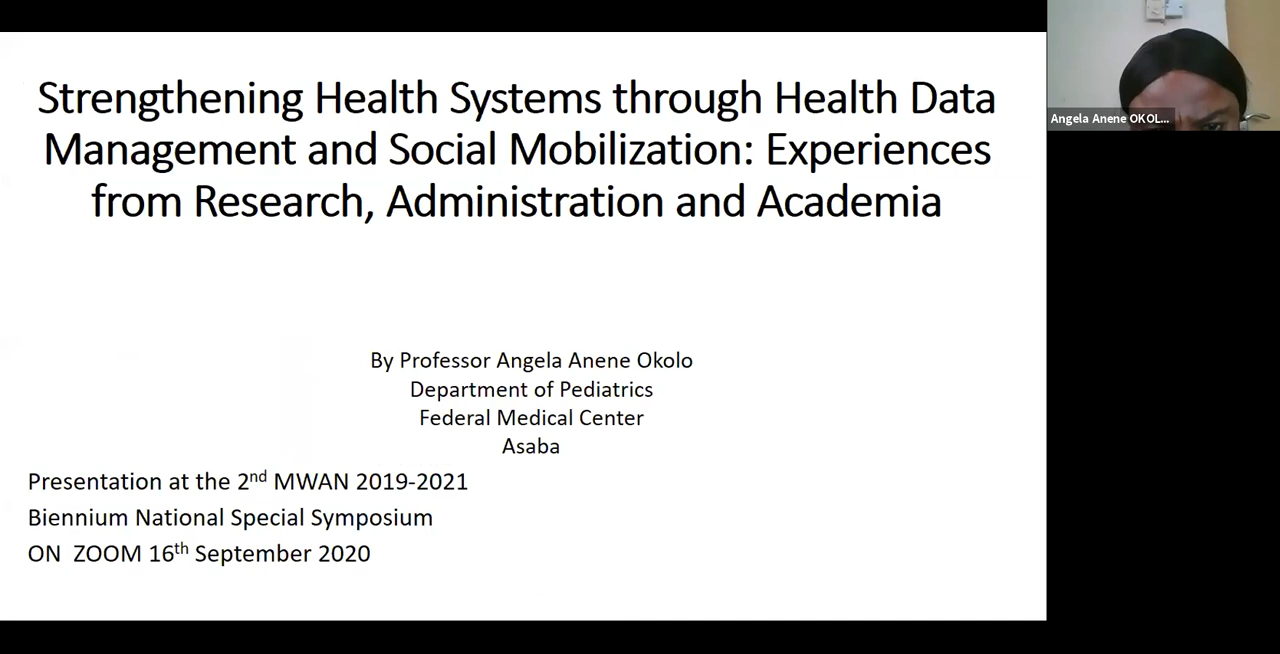 Strengthening Health Systems through Health Data
Management and Social Mobilization: Experiences
from Research, Administration and Academia
By Professor Angela Anene Okolo
Department of Pediatrics
Federal Medical Center
Asaba
Presentation at the 2nd MWAN 2019-2021
Biennium National Special Symposium
ON ZOOM 16th September 2020
Angela Anene OKOL...